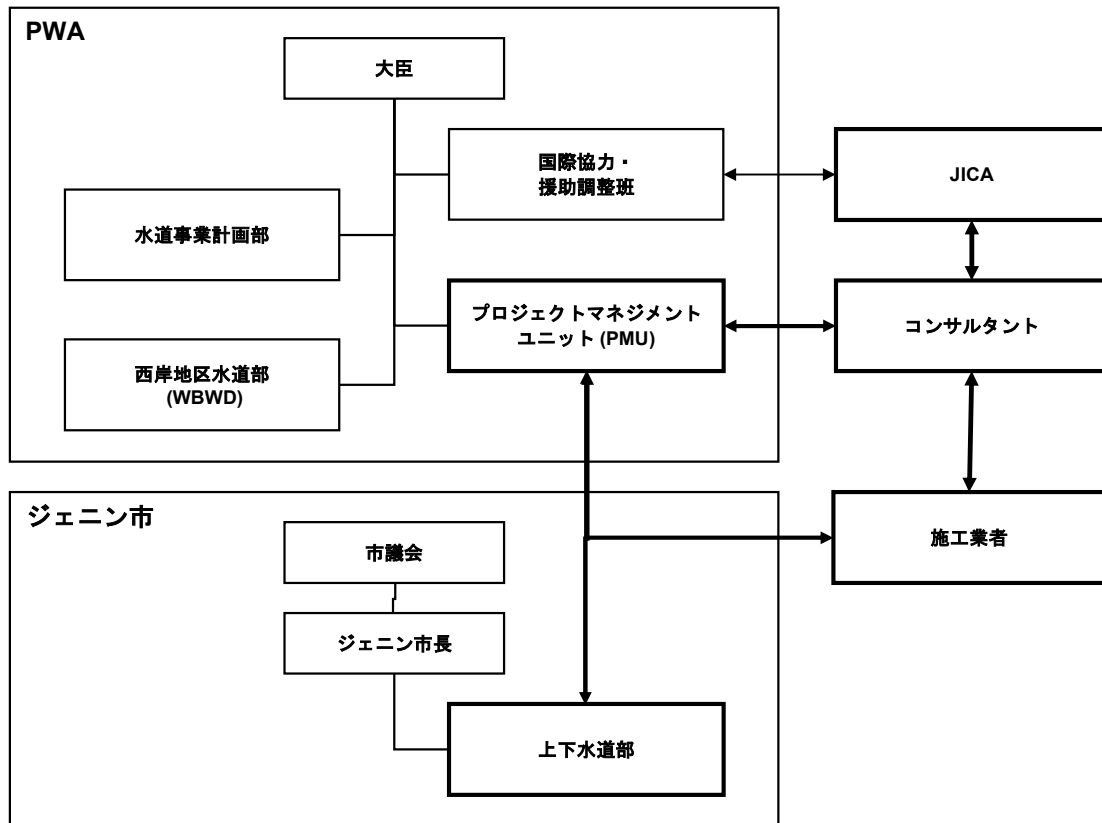 PWA
大臣
国際協力・
援助調整班
JICA
水道事業計画部
プロジェクトマネジメント
ユニット (PMU)
コンサルタント
西岸地区水道部
(WBWD)
ジェニン市
市議会
施工業者
ジェニン市長
上下水道部